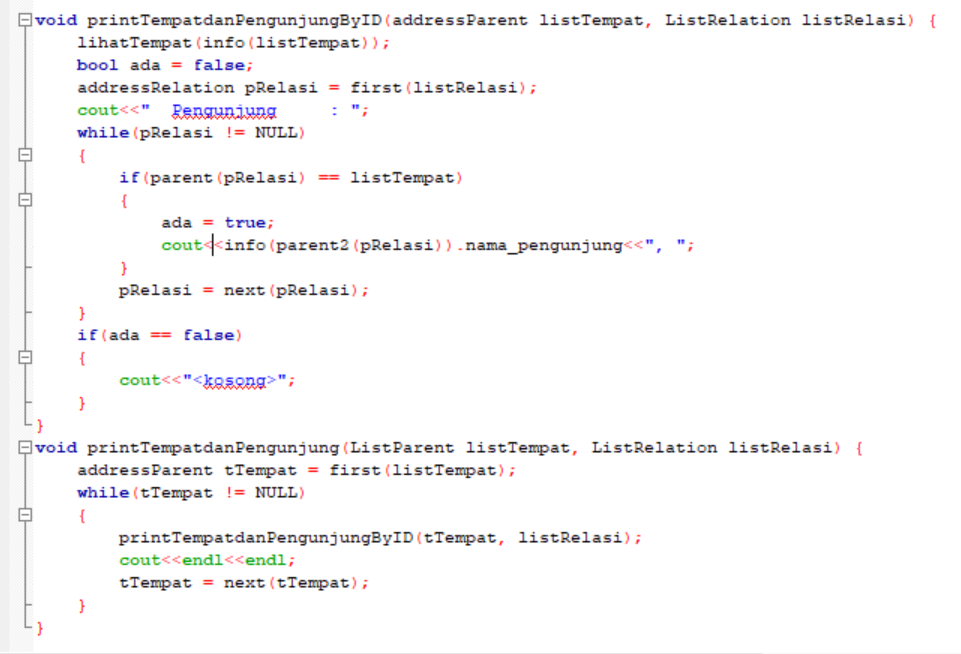 void printTempatdanPengunjungByID(addressParent listTempat, ListRelation listRelasi) {
    lihatTempat(info(listTempat));
    bool ada = false;
    addressRelation pRelasi = first(listRelasi);
    cout<<"  Pengunjung     : ";
    while(pRelasi != NULL)
    {
        if(parent(pRelasi) == listTempat)
        {
            ada = true;
            cout<<info(parent2(pRelasi)).nama_pengunjung<<", ";
        }
        pRelasi = next(pRelasi);
    }
    if(ada == false)
    {
        cout<<"<kosong>";
    }
}
void printTempatdanPengunjung(ListParent listTempat, ListRelation listRelasi) {
    addressParent tTempat = first(listTempat);
    while(tTempat != NULL)
    {
        printTempatdanPengunjungByID(tTempat, listRelasi);
        cout<<endl<<endl;
        tTempat = next(tTempat);
    }
}